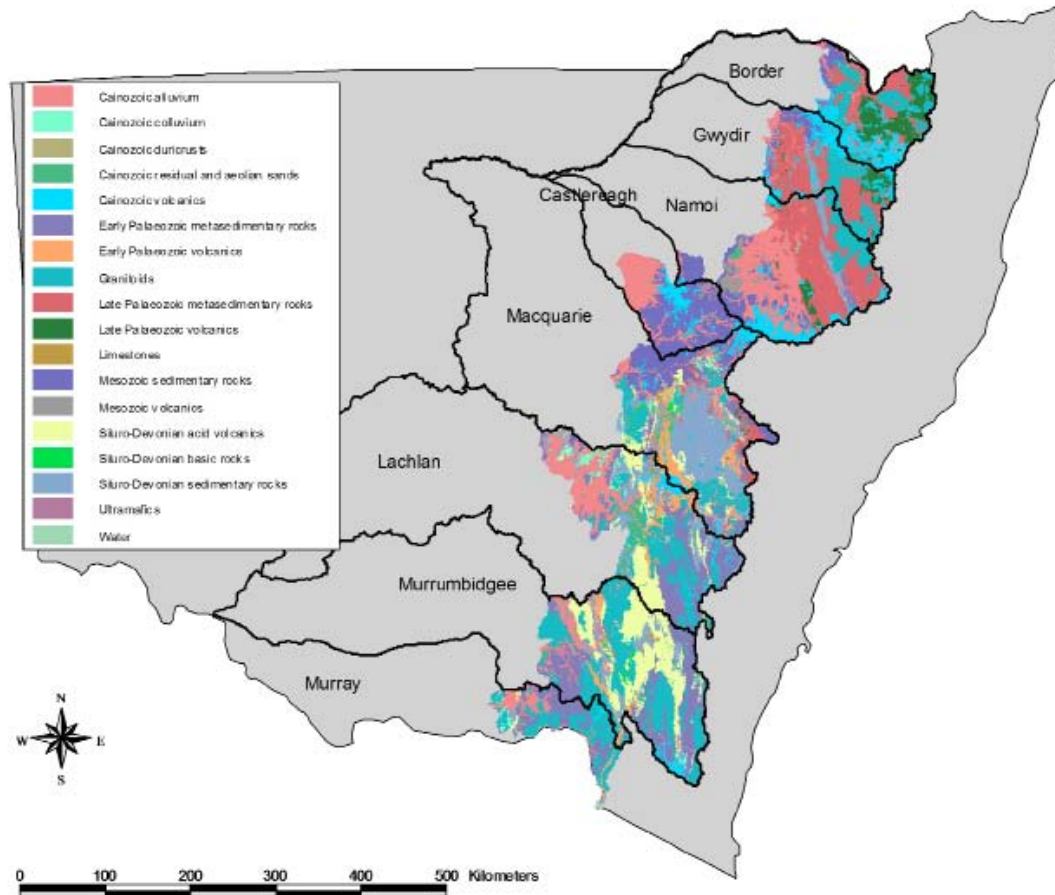 Border
Gwydir
Castlereagh
Namoi
Macquarie
Lachlan
Murrumbidgee
Murray
Cainozoic alluvium
Cainozoic colluvium
Cainozoic duricrusts
Cainozoic residual and aeolian sands
Cainozoic volcanics
Early Palaeozoic metasedimentary rocks
Early Palaeozoic volcanics
Granitoids
Late Palaeozoic metasedimentary rocks
Late Palaeozoic volcanics
Limestones
Mesozoic sedimentary rocks
Mesozoic volcanics
Siluro-Devonian acid volcanics
Siluro-Devonian basic rocks
Siluro-Devonian sedimentary rocks
Ultramafics
Water
N
W E
S
0 100 200 300 400 500 Kilometers